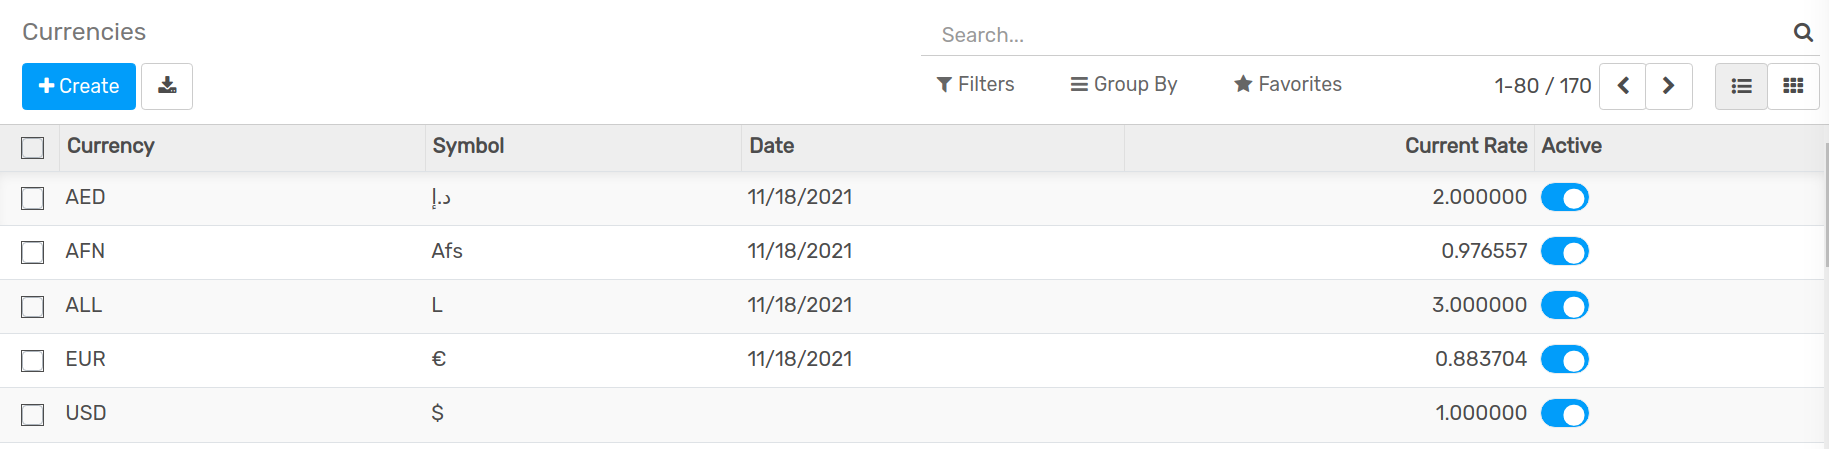 Currencies
Search...
Create
Filters Group By Favorites 1-80 / 170
Currency Symbol Date Current Rate Active
AED د.إ 11/18/2021 2.000000
AFN Afs 11/18/2021 0.976557
ALL L 11/18/2021 3.000000
EUR € 11/18/2021 0.883704
USD $ 1.000000